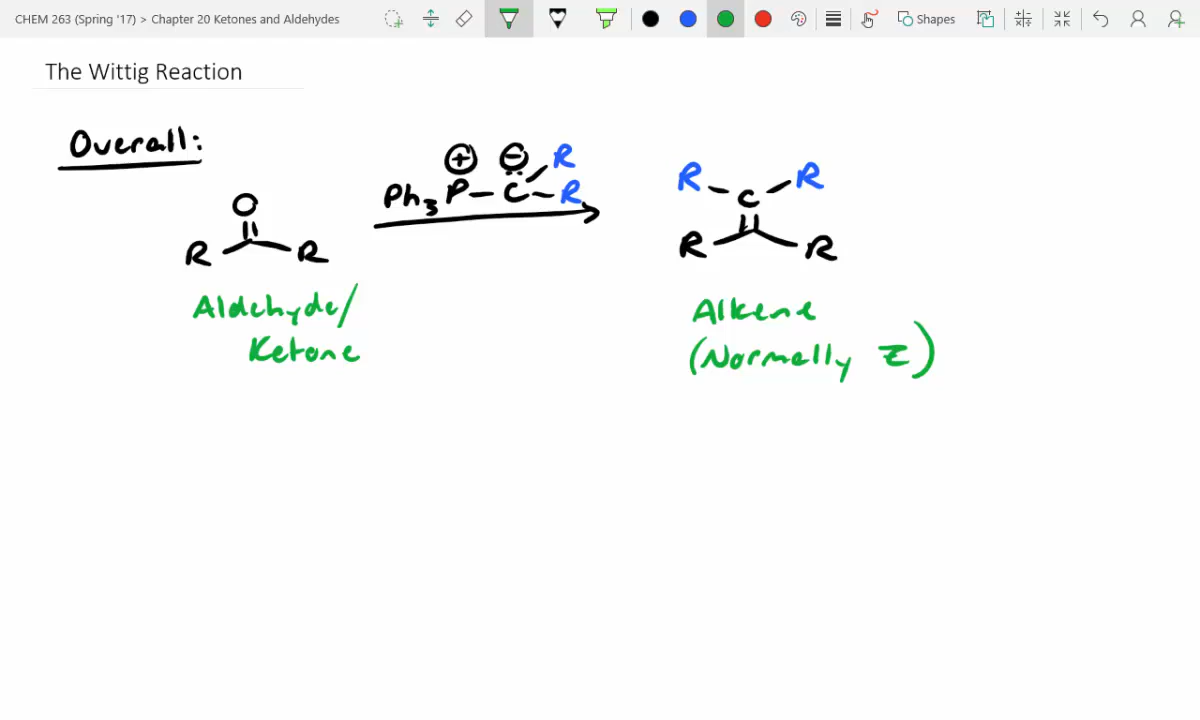 CHEM 263 (Spring '17) > Chapter 20 Ketones and Aldehydes
Shapes
The Wittig Reaction
Overall:
⊕ ⊖ R
Ph₃P–C̈–R
O
R R
R C R
R R
Aldehyde/
Ketone
Alkene
(Normally Z)